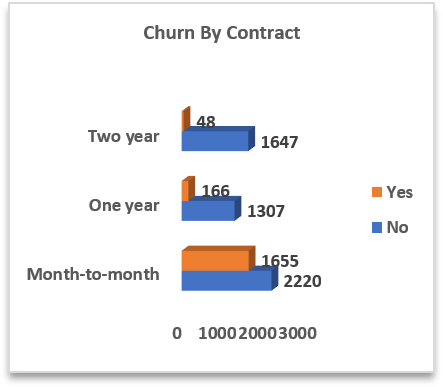 Churn By Contract
48
Two year
1647
166
One year
1307
Yes
No
1655
Month-to-month
2220
0 1000 2000 3000